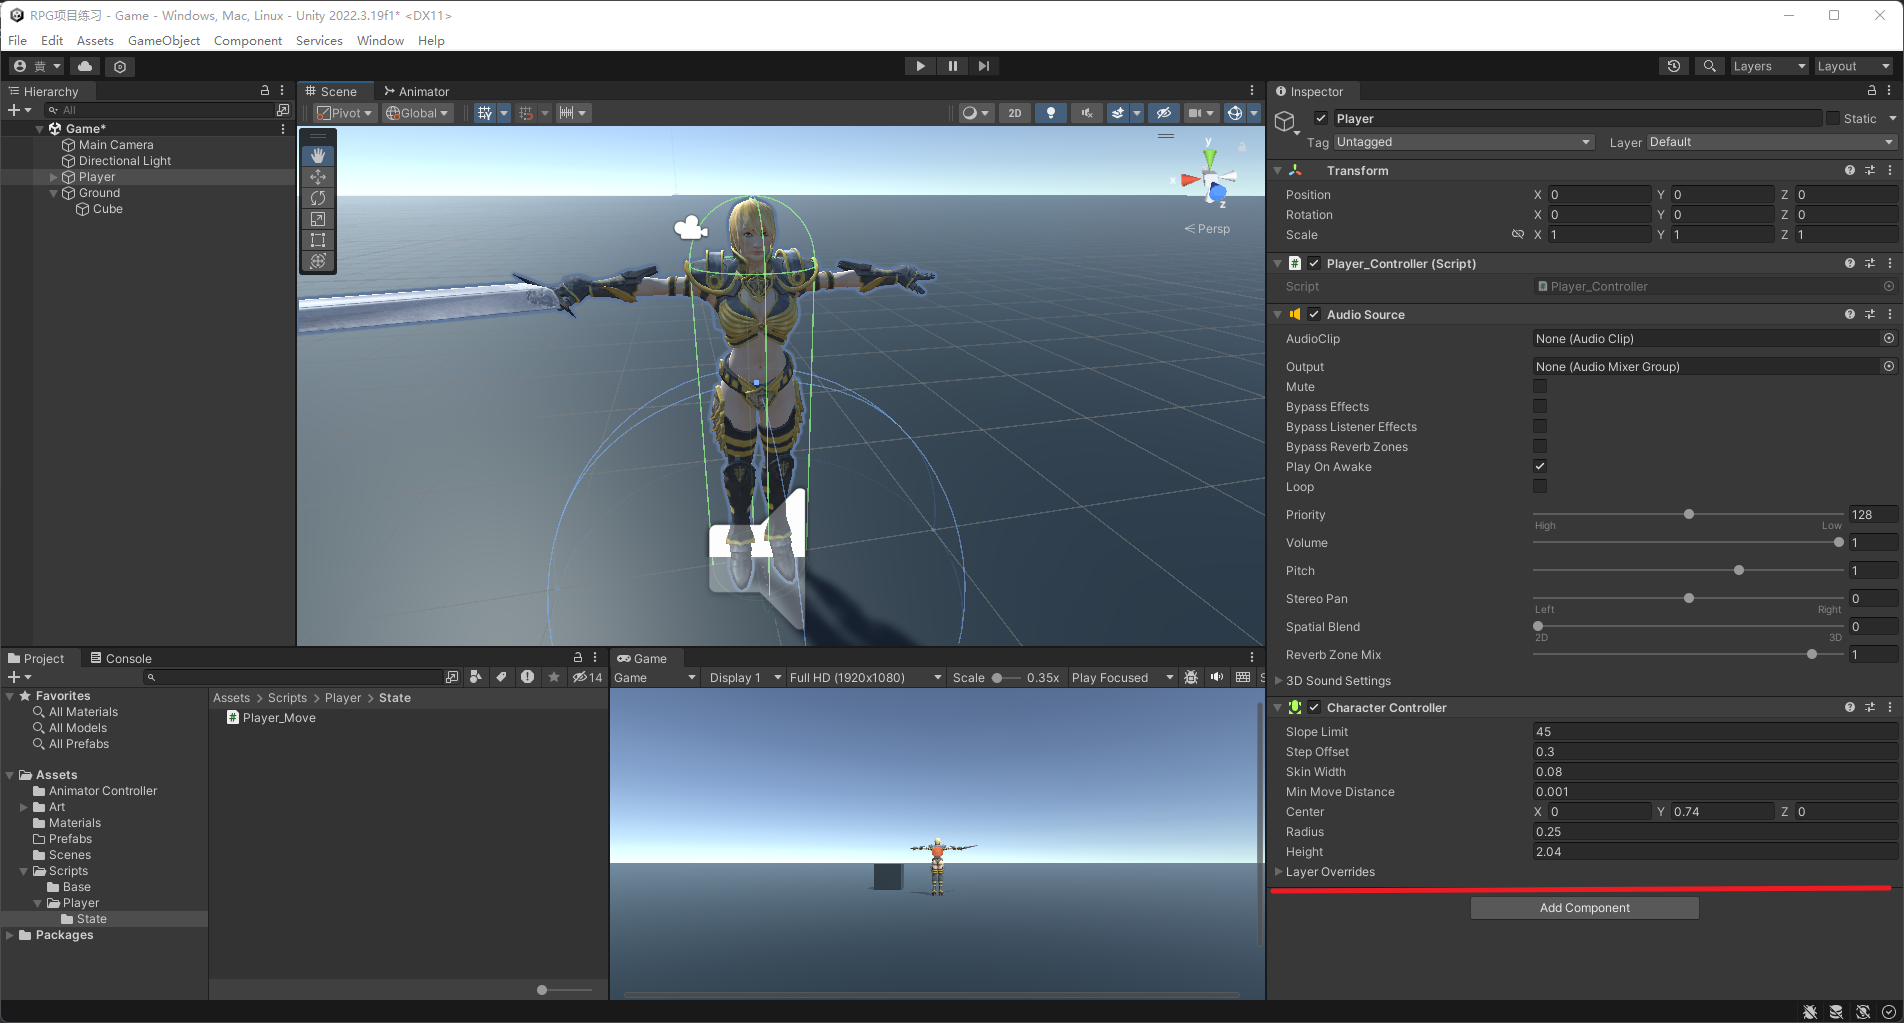 RPG项目练习 - Game - Windows, Mac, Linux - Unity 2022.3.19f1* <DX11>
File Edit Assets GameObject Component Services Window Help
黄 Layers Layout
Hierarchy
All
Game*
Main Camera
Directional Light
Player
Ground
Cube
Scene Animator
Pivot Global 2D
y
x
z
Persp
Project Console
14
Favorites
All Materials
All Models
All Prefabs
Assets
Animator Controller
Art
Materials
Prefabs
Scenes
Scripts
Base
Player
State
Packages
Assets > Scripts > Player > State
Player_Move
Game
Game Display 1 Full HD (1920x1080) Scale 0.35x Play Focused S
Inspector
Player Static
Tag Untagged Layer Default
Transform
Position X 0 Y 0 Z 0
Rotation X 0 Y 0 Z 0
Scale X 1 Y 1 Z 1
Player_Controller (Script)
Script Player_Controller
Audio Source
AudioClip None (Audio Clip)
Output None (Audio Mixer Group)
Mute
Bypass Effects
Bypass Listener Effects
Bypass Reverb Zones
Play On Awake
Loop
Priority 128
High Low
Volume 1
Pitch 1
Stereo Pan 0
Left Right
Spatial Blend 0
2D 3D
Reverb Zone Mix 1
3D Sound Settings
Character Controller
Slope Limit 45
Step Offset 0.3
Skin Width 0.08
Min Move Distance 0.001
Center X 0 Y 0.74 Z 0
Radius 0.25
Height 2.04
Layer Overrides
Add Component